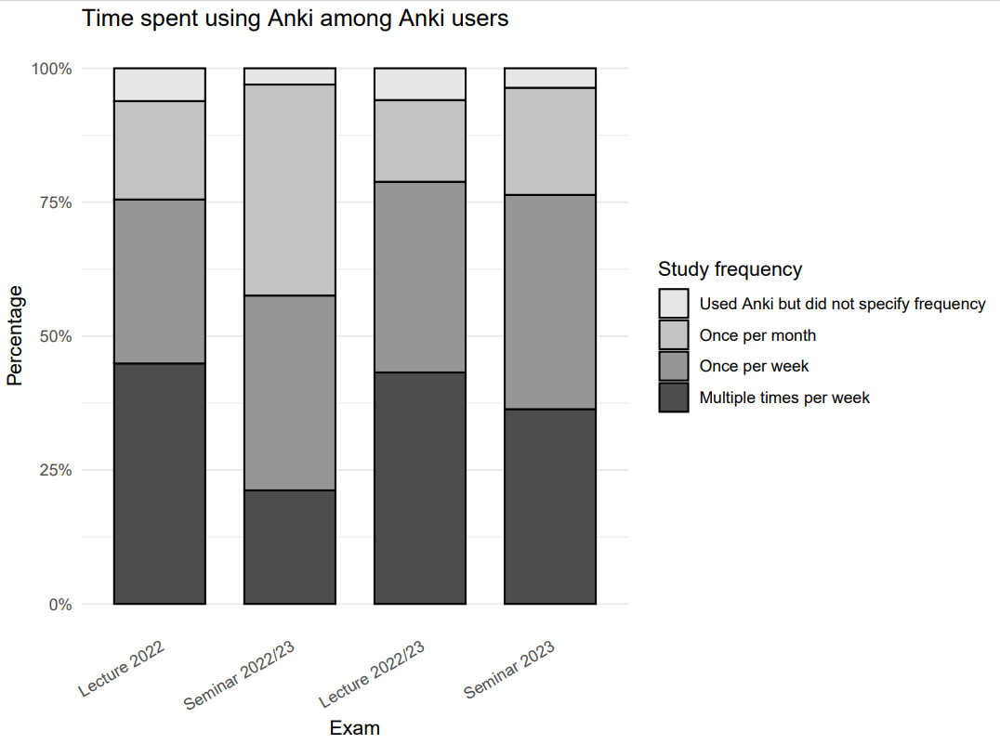 Time spent using Anki among Anki users
100%
75%
50%
25%
0%
Percentage
Lecture 2022
Seminar 2022/23
Lecture 2022/23
Seminar 2023
Exam
Study frequency
Used Anki but did not specify frequency
Once per month
Once per week
Multiple times per week